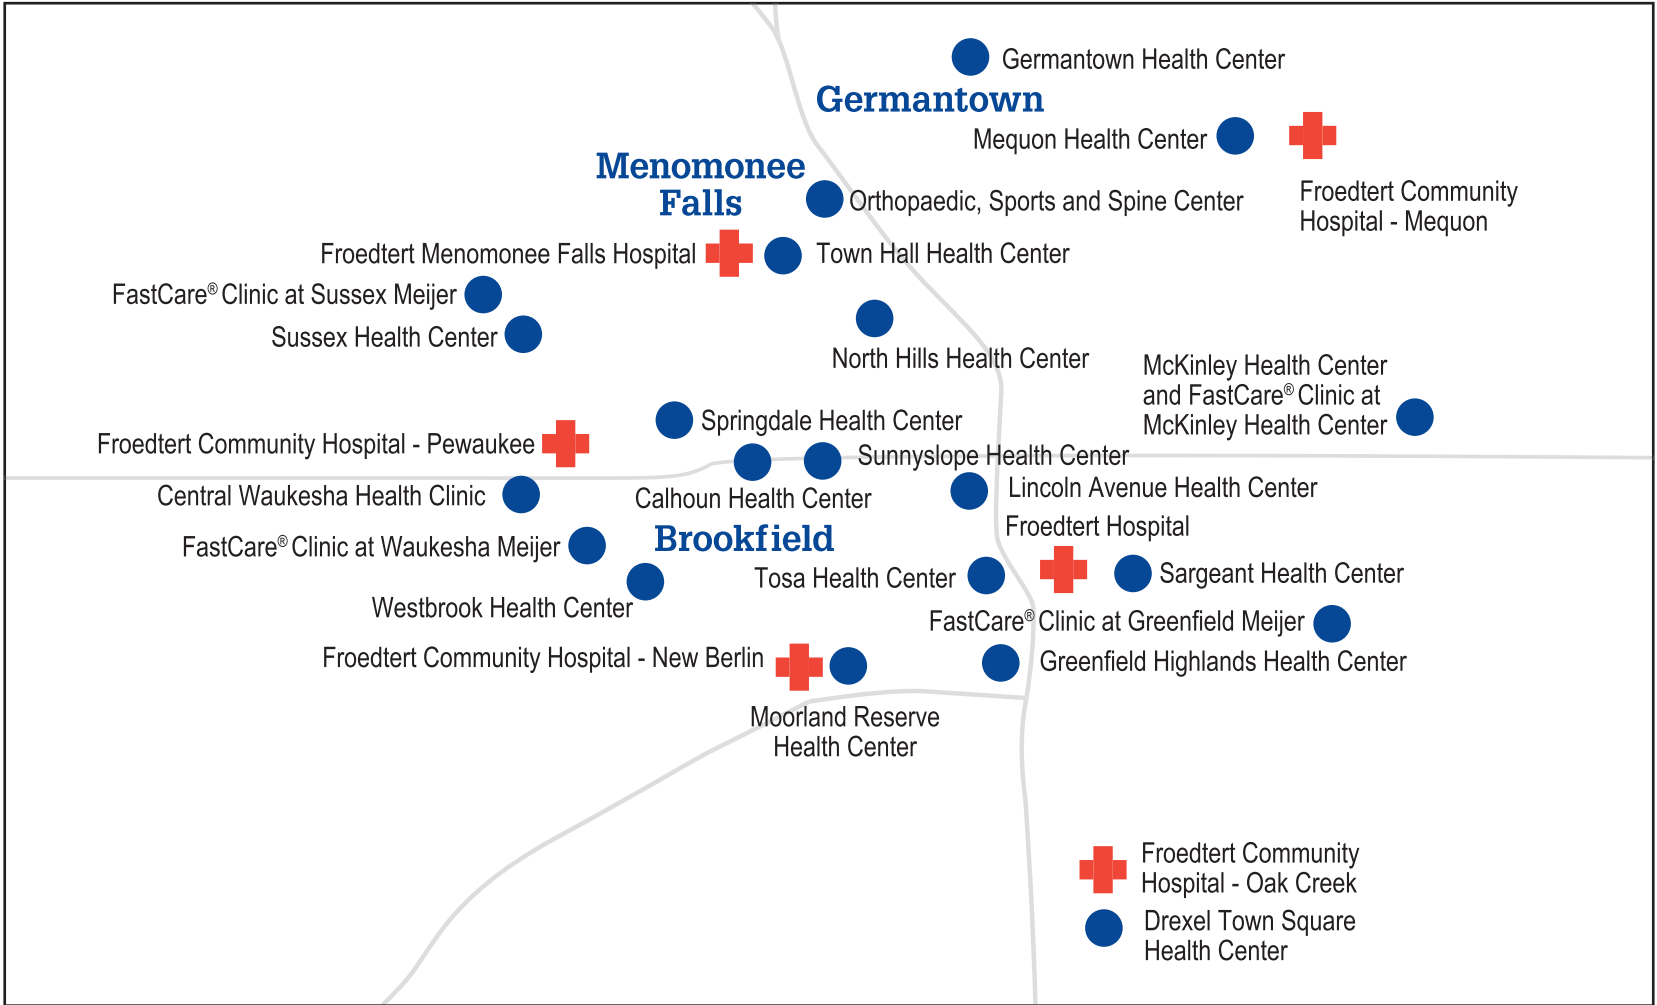 Germantown Health Center
Germantown
Mequon Health Center
Froedtert Community
Hospital - Mequon
Menomonee
Falls
Orthopaedic, Sports and Spine Center
Froedtert Menomonee Falls Hospital
Town Hall Health Center
FastCare® Clinic at Sussex Meijer
Sussex Health Center
North Hills Health Center
McKinley Health Center
and FastCare® Clinic at
McKinley Health Center
Springdale Health Center
Froedtert Community Hospital - Pewaukee
Sunnyslope Health Center
Central Waukesha Health Clinic
Calhoun Health Center
Lincoln Avenue Health Center
Froedtert Hospital
Brookfield
FastCare® Clinic at Waukesha Meijer
Tosa Health Center
Sargeant Health Center
Westbrook Health Center
FastCare® Clinic at Greenfield Meijer
Froedtert Community Hospital - New Berlin
Greenfield Highlands Health Center
Moorland Reserve
Health Center
Froedtert Community
Hospital - Oak Creek
Drexel Town Square
Health Center